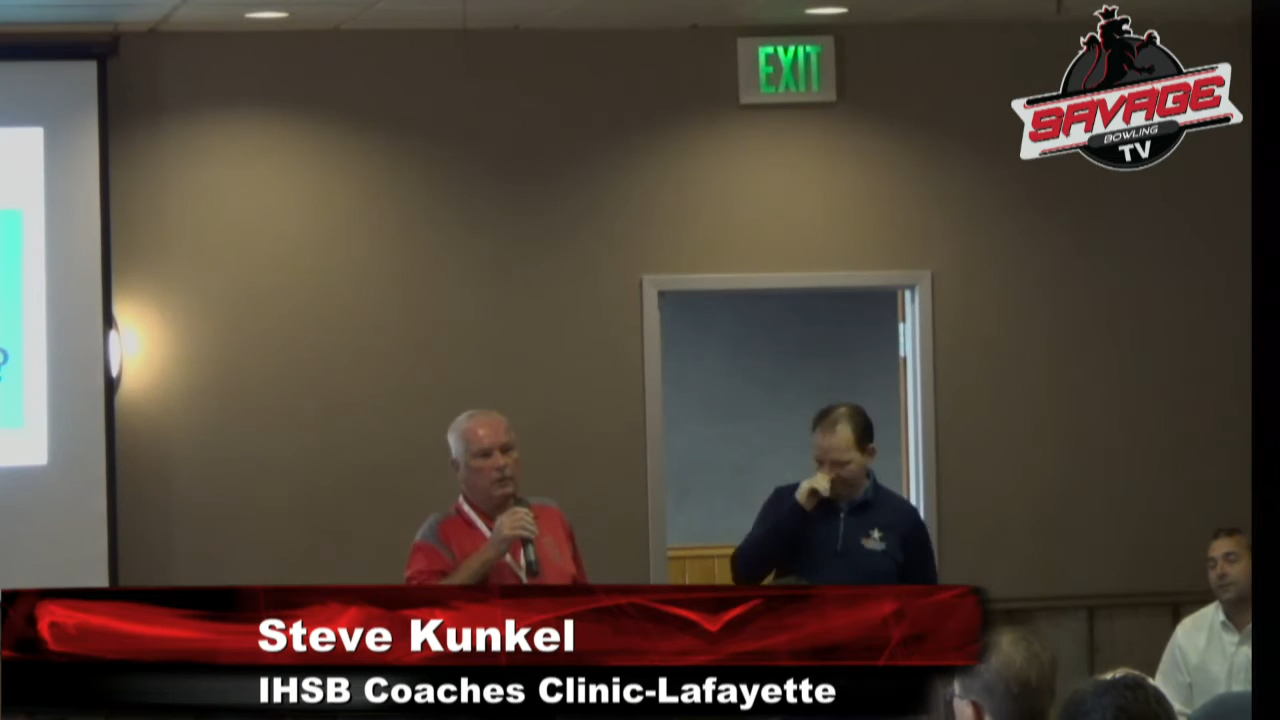 EXIT
SAVAGE
BOWLING
TV
?
Steve Kunkel
IHSB Coaches Clinic-Lafayette